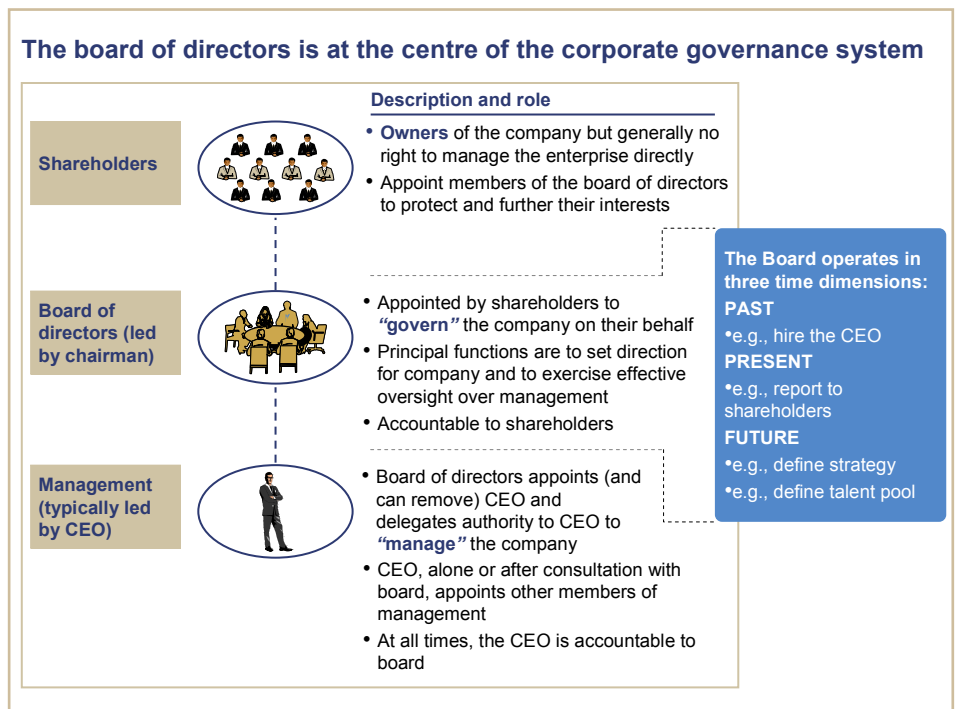 The board of directors is at the centre of the corporate governance system
Description and role
Shareholders
• Owners of the company but generally no
right to manage the enterprise directly
• Appoint members of the board of directors
to protect and further their interests
Board of
directors (led
by chairman)
• Appointed by shareholders to
“govern” the company on their behalf
• Principal functions are to set direction
for company and to exercise effective
oversight over management
• Accountable to shareholders
Management
(typically led
by CEO)
• Board of directors appoints (and
can remove) CEO and
delegates authority to CEO to
“manage” the company
• CEO, alone or after consultation with
board, appoints other members of
management
• At all times, the CEO is accountable to
board
The Board operates in
three time dimensions:
PAST
•e.g., hire the CEO
PRESENT
•e.g., report to
shareholders
FUTURE
•e.g., define strategy
•e.g., define talent pool